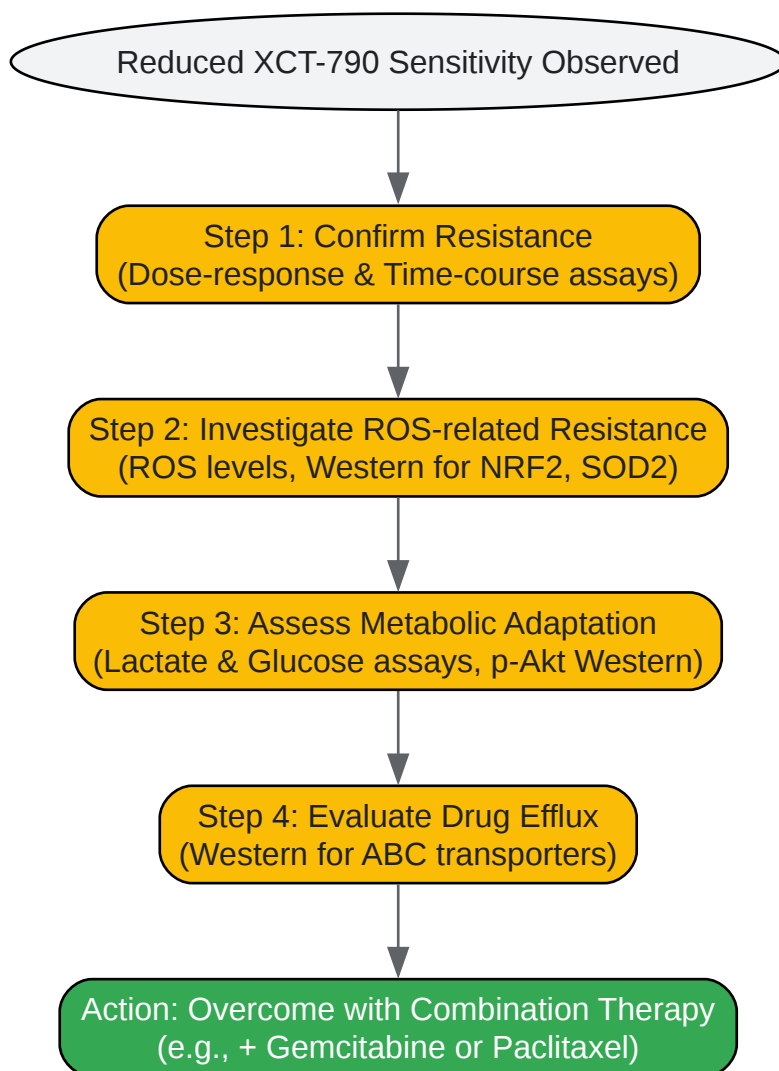 Reduced XCT-790 Sensitivity Observed
Step 1: Confirm Resistance
(Dose-response & Time-course assays)
Step 2: Investigate ROS-related Resistance
(ROS levels, Western for NRF2, SOD2)
Step 3: Assess Metabolic Adaptation
(Lactate & Glucose assays, p-Akt Western)
Step 4: Evaluate Drug Efflux
(Western for ABC transporters)
Action: Overcome with Combination Therapy
(e.g., + Gemcitabine or Paclitaxel)